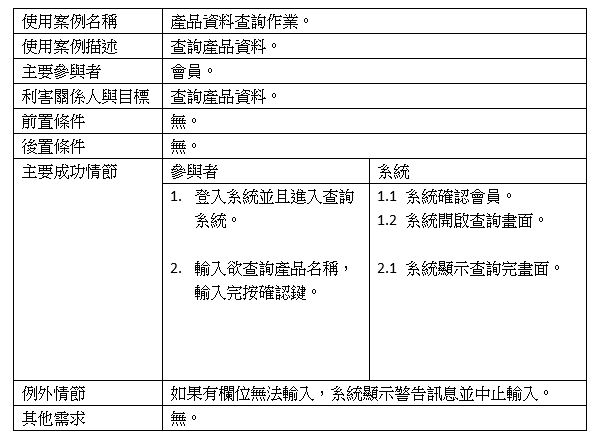 使用案例名稱 產品資料查詢作業。
使用案例描述 查詢產品資料。
主要參與者 會員。
利害關係人與目標 查詢產品資料。
前置條件 無。
後置條件 無。
主要成功情節 參與者 系統
1. 登入系統並且進入查詢 1.1 系統確認會員。
系統。 1.2 系統開啟查詢畫面。
2. 輸入欲查詢產品名稱， 2.1 系統顯示查詢完畫面。
輸入完按確認鍵。
例外情節 如果有欄位無法輸入，系統顯示警告訊息並中止輸入。
其他需求 無。